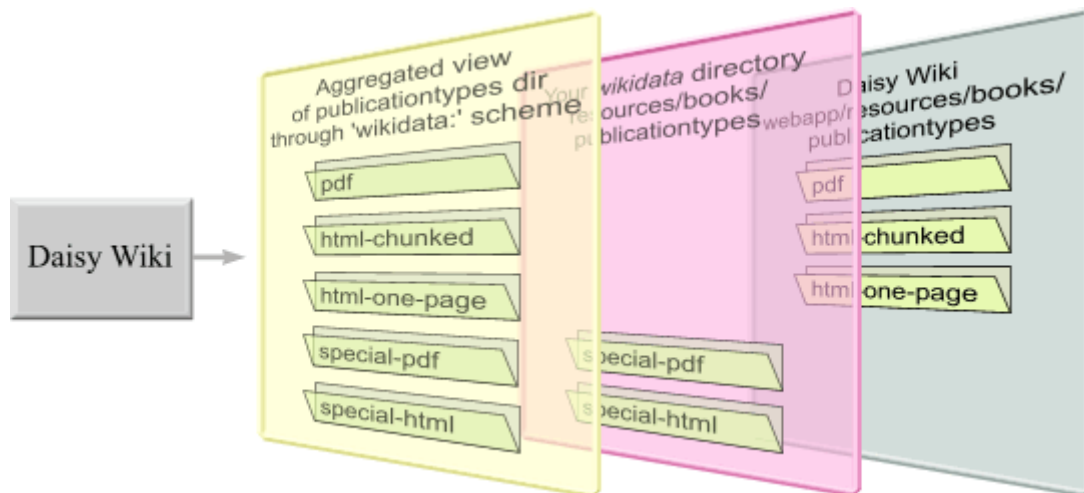 Daisy Wiki
Aggregated view
of publicationtypes dir
through 'wikidata:' scheme
pdf
html-chunked
html-one-page
special-pdf
special-html
Your wikidata directory
resources/books/
publicationtypes
special-pdf
special-html
Daisy Wiki
webapp/resources/books/
publicationtypes
pdf
html-chunked
html-one-page